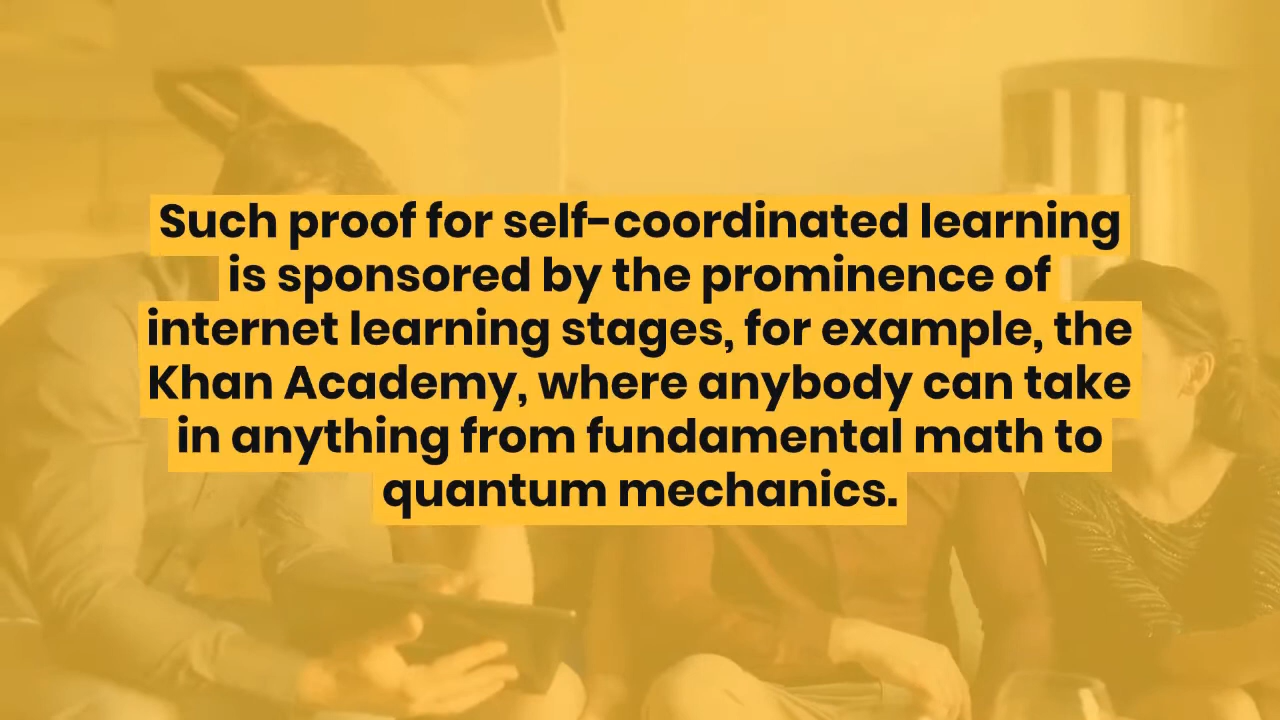 Such proof for self-coordinated learning
is sponsored by the prominence of
internet learning stages, for example, the
Khan Academy, where anybody can take
in anything from fundamental math to
quantum mechanics.